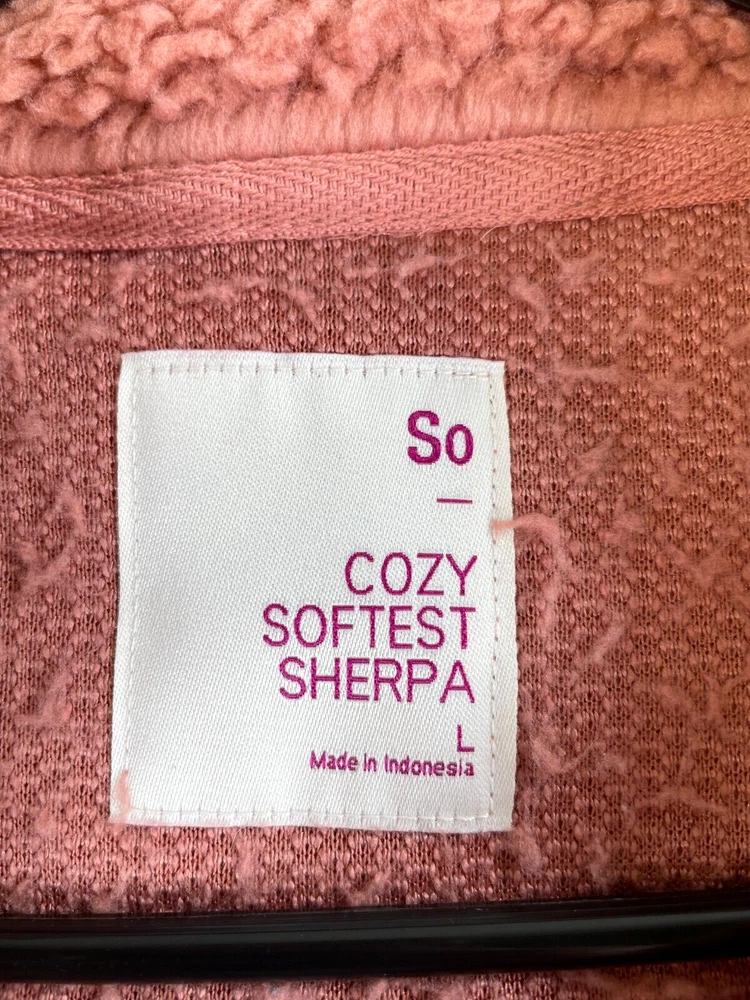 So
—
COZY
SOFTEST
SHERPA
L
Made in Indonesia